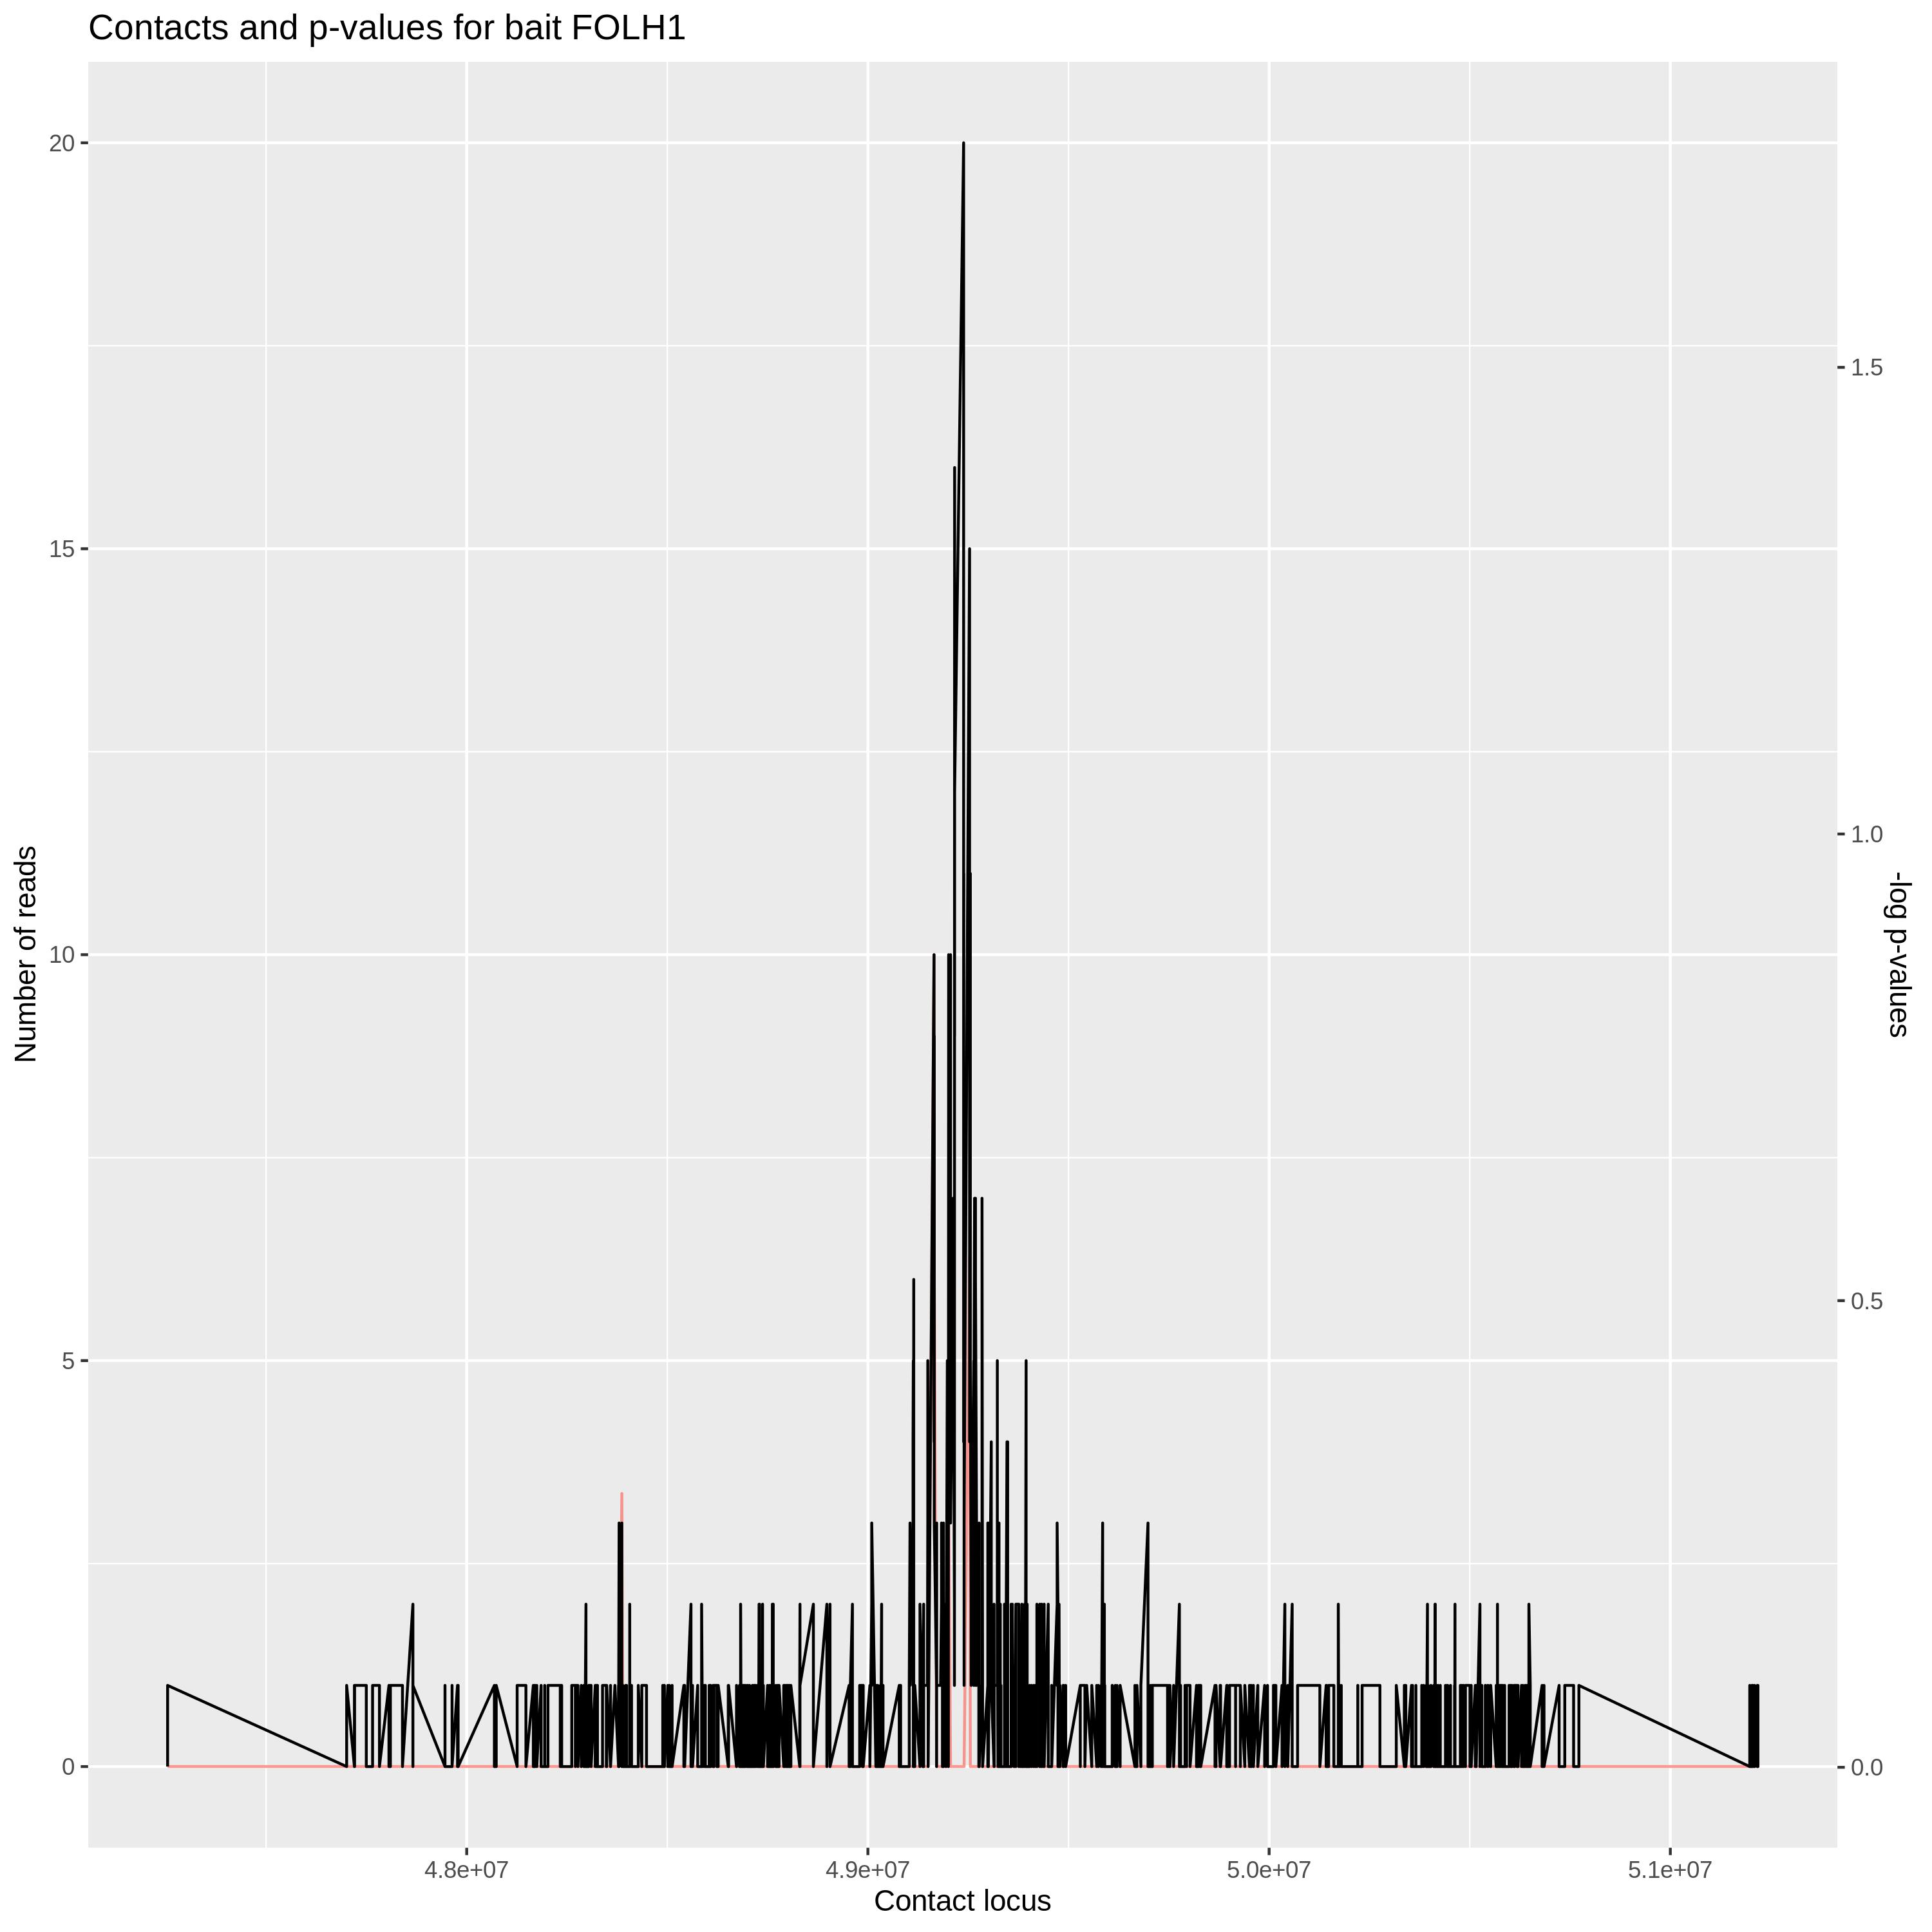 Contacts and p-values for bait FOLH1
20
15
10
5
0
Number of reads
1.5
1.0
0.5
0.0
-log p-values
4.8e+07
4.9e+07
5.0e+07
5.1e+07
Contact locus